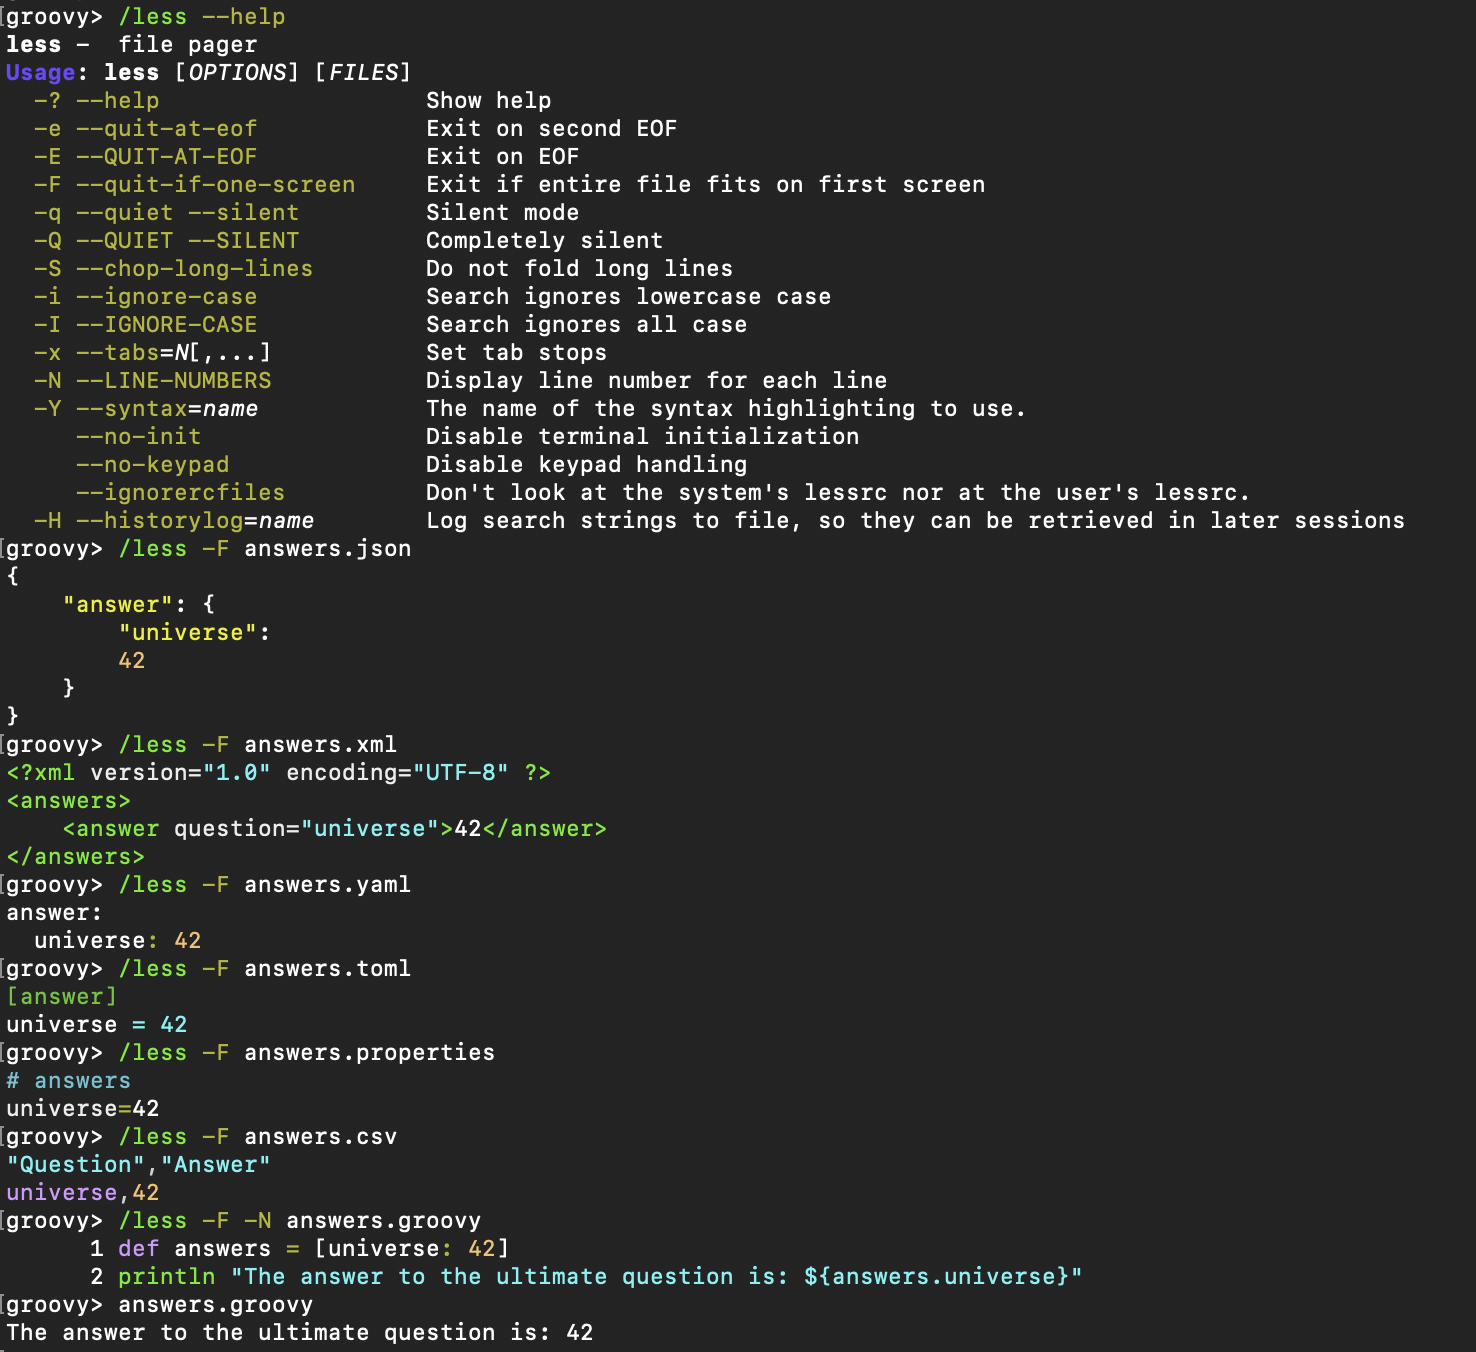 groovy> /less --help
less -  file pager
Usage: less [OPTIONS] [FILES]
  -? --help                   Show help
  -e --quit-at-eof            Exit on second EOF
  -E --QUIT-AT-EOF            Exit on EOF
  -F --quit-if-one-screen     Exit if entire file fits on first screen
  -q --quiet --silent         Silent mode
  -Q --QUIET --SILENT         Completely silent
  -S --chop-long-lines        Do not fold long lines
  -i --ignore-case            Search ignores lowercase case
  -I --IGNORE-CASE            Search ignores all case
  -x --tabs=N[,...]           Set tab stops
  -N --LINE-NUMBERS           Display line number for each line
  -Y --syntax=name            The name of the syntax highlighting to use.
     --no-init                Disable terminal initialization
     --no-keypad              Disable keypad handling
     --ignorercfiles          Don't look at the system's lessrc nor at the user's lessrc.
  -H --historylog=name        Log search strings to file, so they can be retrieved in later sessions
groovy> /less -F answers.json
{
    "answer": {
        "universe":
        42
    }
}
groovy> /less -F answers.xml
<?xml version="1.0" encoding="UTF-8" ?>
<answers>
    <answer question="universe">42</answer>
</answers>
groovy> /less -F answers.yaml
answer:
  universe: 42
groovy> /less -F answers.toml
[answer]
universe = 42
groovy> /less -F answers.properties
# answers
universe=42
groovy> /less -F answers.csv
"Question","Answer"
universe,42
groovy> /less -F -N answers.groovy
      1 def answers = [universe: 42]
      2 println "The answer to the ultimate question is: ${answers.universe}"
groovy> answers.groovy
The answer to the ultimate question is: 42